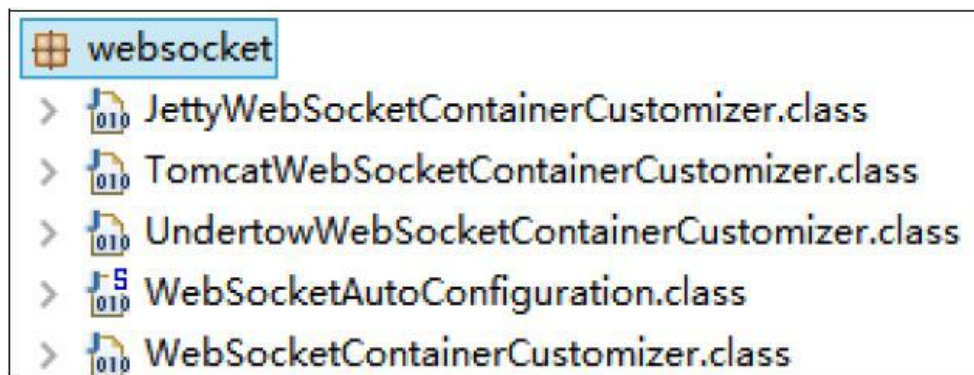 websocket
JettyWebSocketContainerCustomizer.class
TomcatWebSocketContainerCustomizer.class
UndertowWebSocketContainerCustomizer.class
WebSocketAutoConfiguration.class
WebSocketContainerCustomizer.class